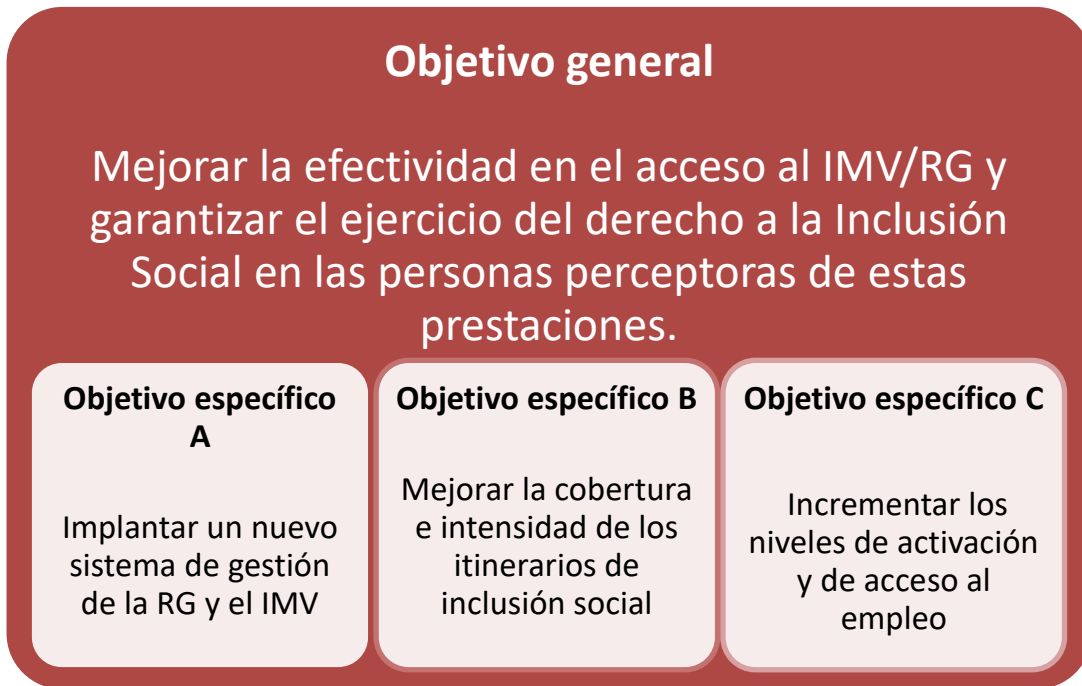 Objetivo general
Mejorar la efectividad en el acceso al IMV/RG y
garantizar el ejercicio del derecho a la Inclusión
Social en las personas perceptoras de estas
prestaciones.
Objetivo específico
A
Implantar un nuevo
sistema de gestión
de la RG y el IMV
Objetivo específico B
Mejorar la cobertura
e intensidad de los
itinerarios de
inclusión social
Objetivo específico C
Incrementar los
niveles de activación
y de acceso al
empleo